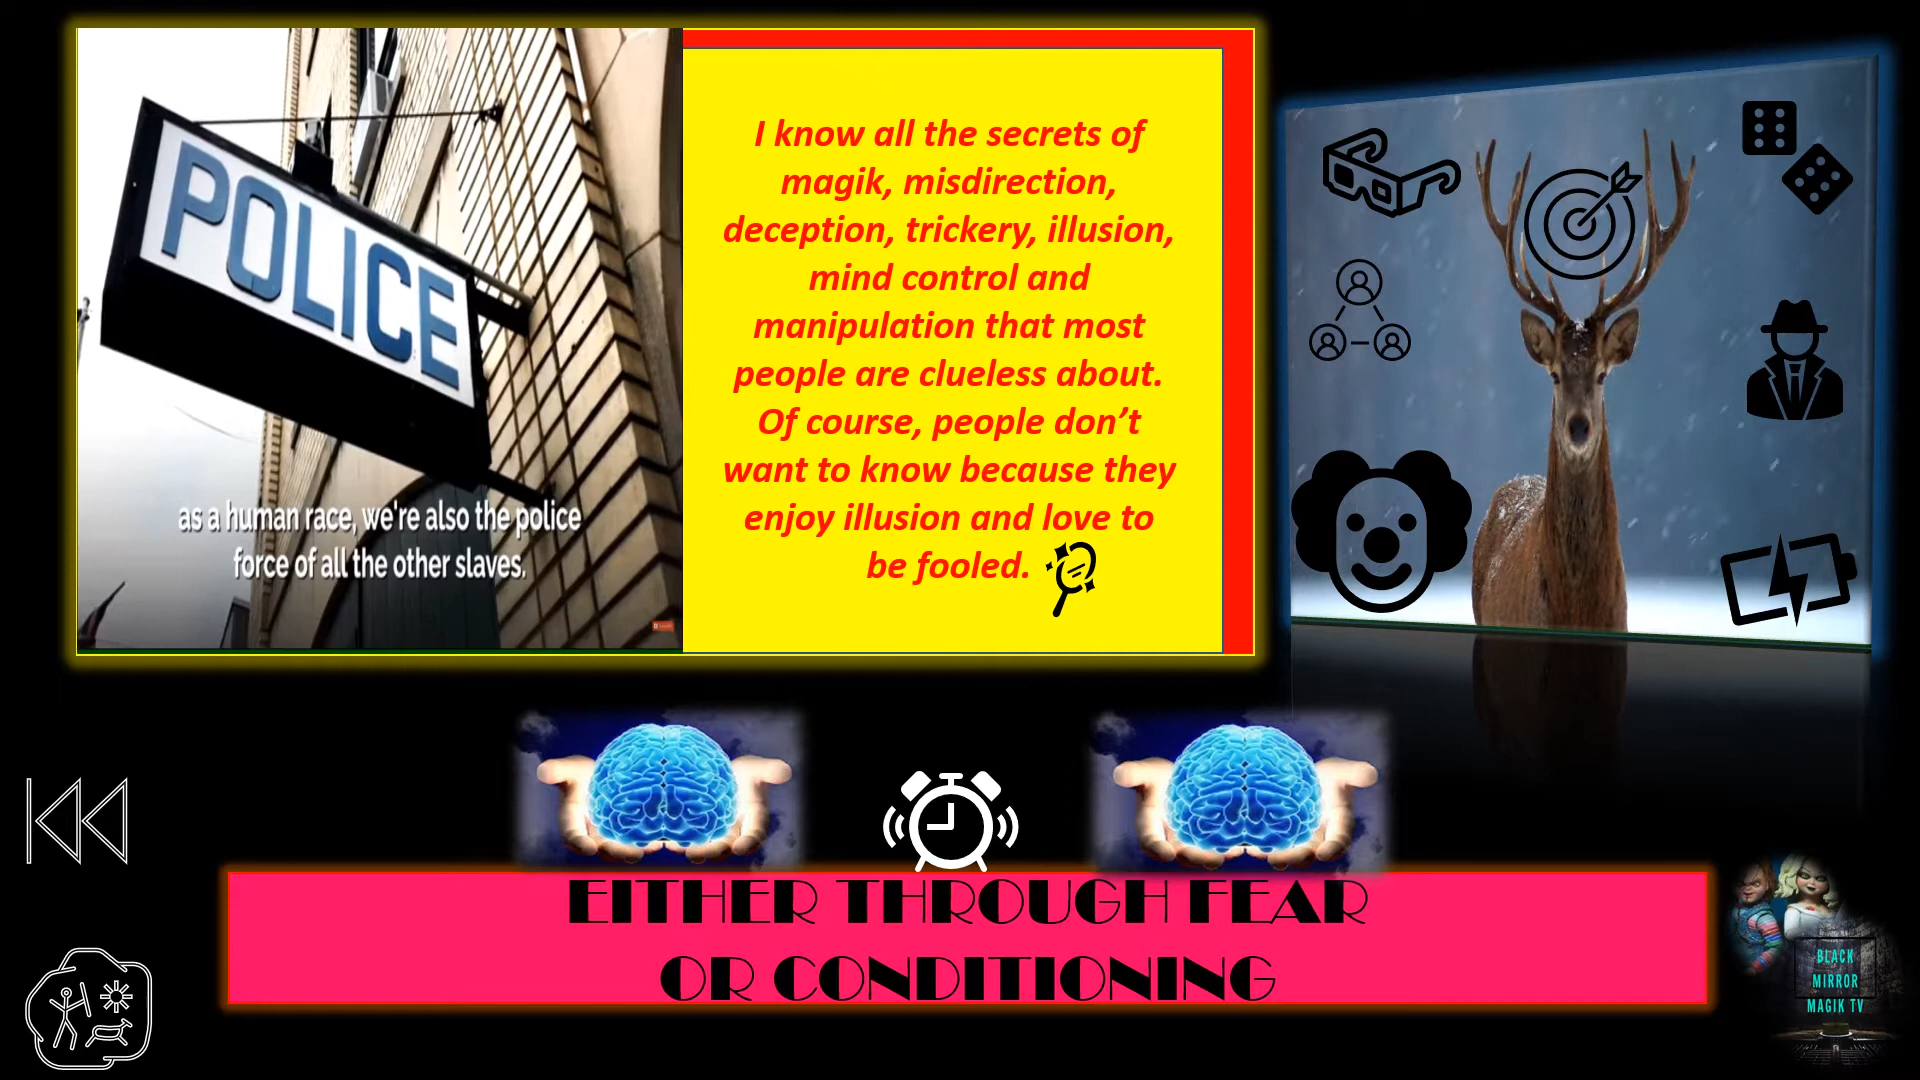 POLICE
as a human race, we're also the police
force of all the other slaves.
I know all the secrets of
magik, misdirection,
deception, trickery, illusion,
mind control and
manipulation that most
people are clueless about.
Of course, people don’t
want to know because they
enjoy illusion and love to
be fooled.
EITHER THROUGH FEAR
OR CONDITIONING
BLACK
MIRROR
MAGIK TV